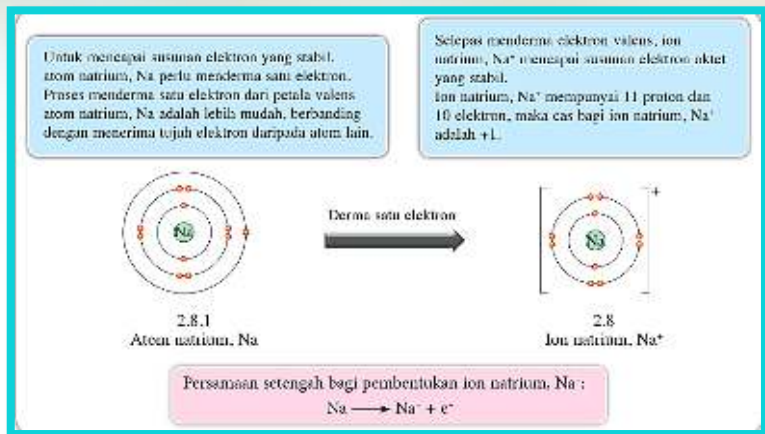 Untuk mencapai susunan elektron yang stabil,
atom natrium, Na perlu menderma satu elektron.
Proses menderma satu elektron dari petala valens
atom natrium, Na adalah lebih mudah, berbanding
dengan menerima tujuh elektron daripada atom lain.
Selepas menderma elektron valens, ion
natrium, Na⁺ mencapai susunan elektron oktet
yang stabil.
Ion natrium, Na⁺ mempunyai 11 proton dan
10 elektron, maka cas bagi ion natrium, Na⁺
adalah +1.
Na
Derma satu elektron
Na
+
2.8.1
Atom natrium, Na
2.8
Ion natrium, Na⁺
Persamaan setengah bagi pembentukan ion natrium, Na⁺:
Na ⟶ Na⁺ + e⁻